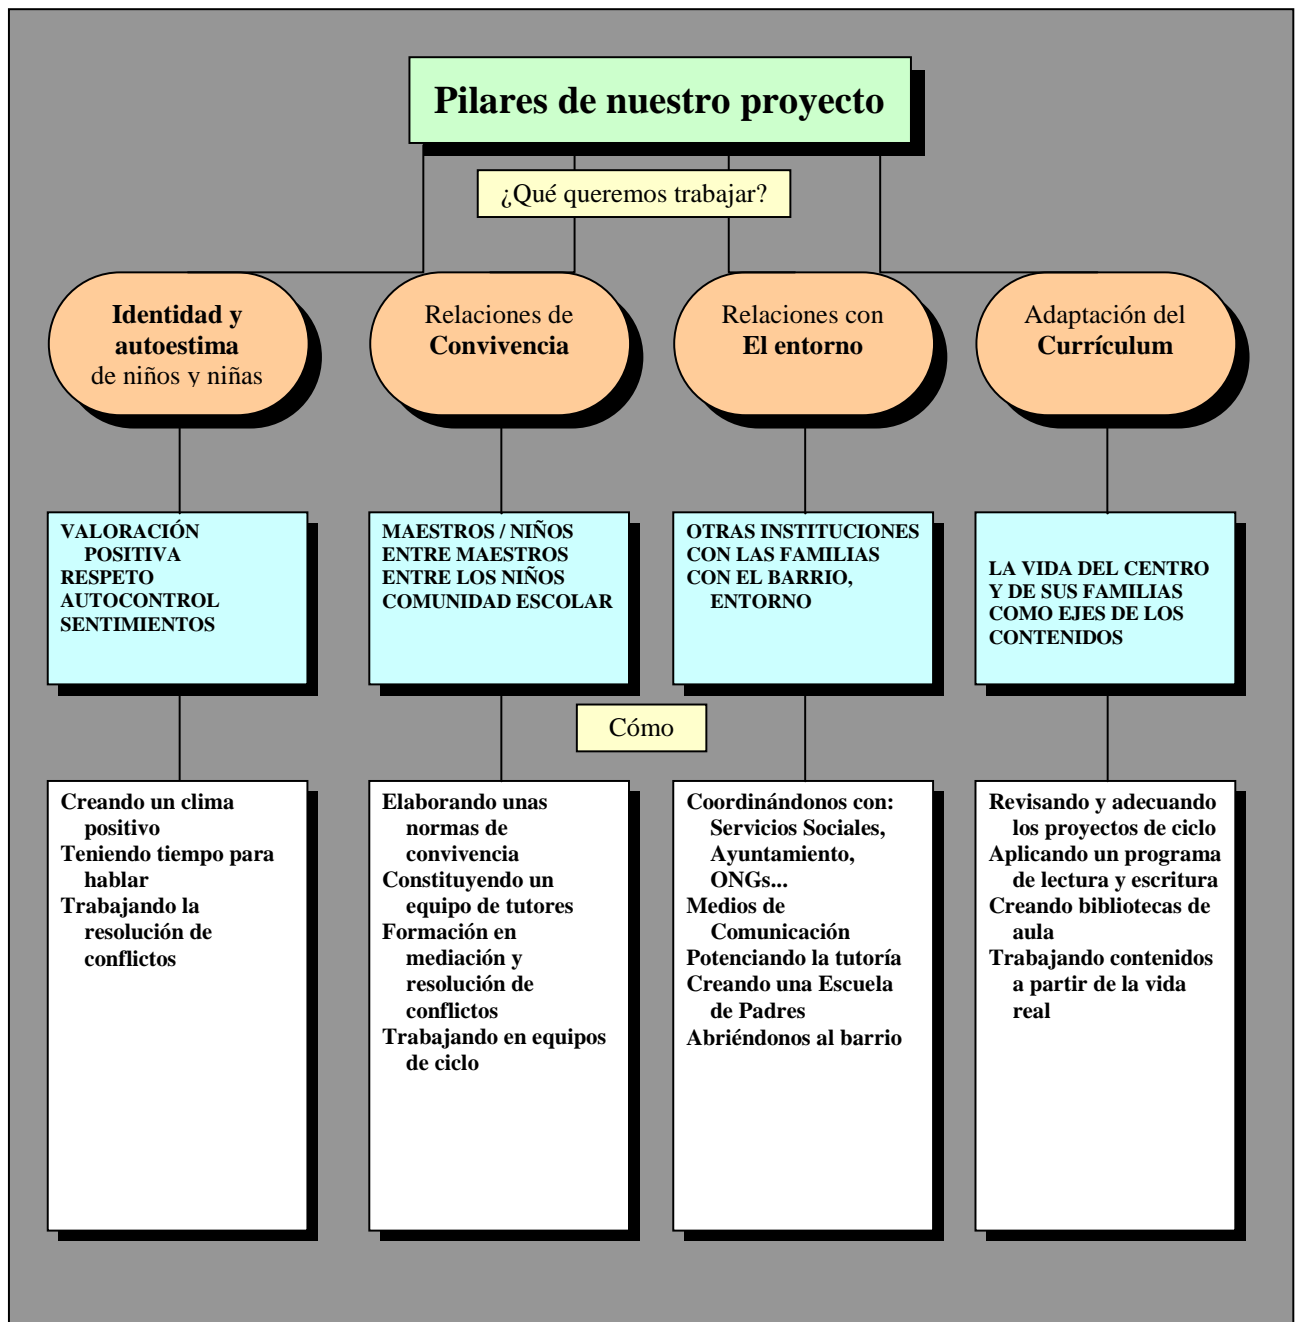 Pilares de nuestro proyecto
¿Qué queremos trabajar?
Identidad y
autoestima
de niños y niñas
Relaciones de
Convivencia
Relaciones con
El entorno
Adaptación del
Currículum
VALORACIÓN
POSITIVA
RESPETO
AUTOCONTROL
SENTIMIENTOS
MAESTROS / NIÑOS
ENTRE MAESTROS
ENTRE LOS NIÑOS
COMUNIDAD ESCOLAR
OTRAS INSTITUCIONES
CON LAS FAMILIAS
CON EL BARRIO,
ENTORNO
LA VIDA DEL CENTRO
Y DE SUS FAMILIAS
COMO EJES DE LOS
CONTENIDOS
Cómo
Creando un clima
positivo
Teniendo tiempo para
hablar
Trabajando la
resolución de
conflictos
Elaborando unas
normas de
convivencia
Constituyendo un
equipo de tutores
Formación en
mediación y
resolución de
conflictos
Trabajando en equipos
de ciclo
Coordinándonos con:
Servicios Sociales,
Ayuntamiento,
ONGs...
Medios de
Comunicación
Potenciando la tutoría
Creando una Escuela
de Padres
Abriéndonos al barrio
Revisando y adecuando
los proyectos de ciclo
Aplicando un programa
de lectura y escritura
Creando bibliotecas de
aula
Trabajando contenidos
a partir de la vida
real